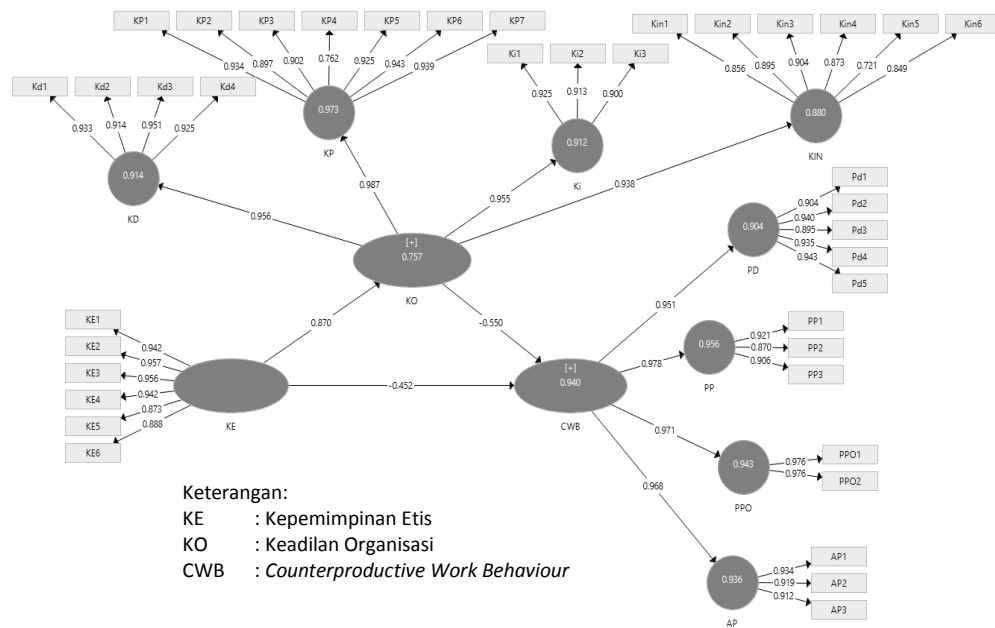 KP1 KP2 KP3 KP4 KP5 KP6 KP7
Kin1 Kin2 Kin3 Kin4 Kin5 Kin6
Ki1 Ki2 Ki3
0.934 0.897 0.902 0.762 0.925 0.943 0.939
0.856 0.895 0.904 0.873 0.721 0.849
Kd1 Kd2 Kd3 Kd4
0.925 0.913 0.900
0.933 0.914 0.951 0.925
0.973
KP
0.880
KIN
0.912
Ki
0.914
KD
0.987
0.955
0.938
0.956
Pd1
Pd2
Pd3
Pd4
Pd5
0.904
0.940
0.895
0.935
0.943
0.904
PD
[+]
0.757
KO
0.951
0.870
-0.550
KE1
KE2
KE3
KE4
KE5
KE6
0.942
0.957
0.956
0.942
0.873
0.888
KE
-0.452
[+]
0.940
CWB
0.978
0.956
PP
0.921
0.870
0.906
PP1
PP2
PP3
0.971
0.943
PPO
0.976
0.976
PPO1
PPO2
0.968
0.936
AP
0.934
0.919
0.912
AP1
AP2
AP3
Keterangan:
KE : Kepemimpinan Etis
KO : Keadilan Organisasi
CWB : Counterproductive Work Behaviour